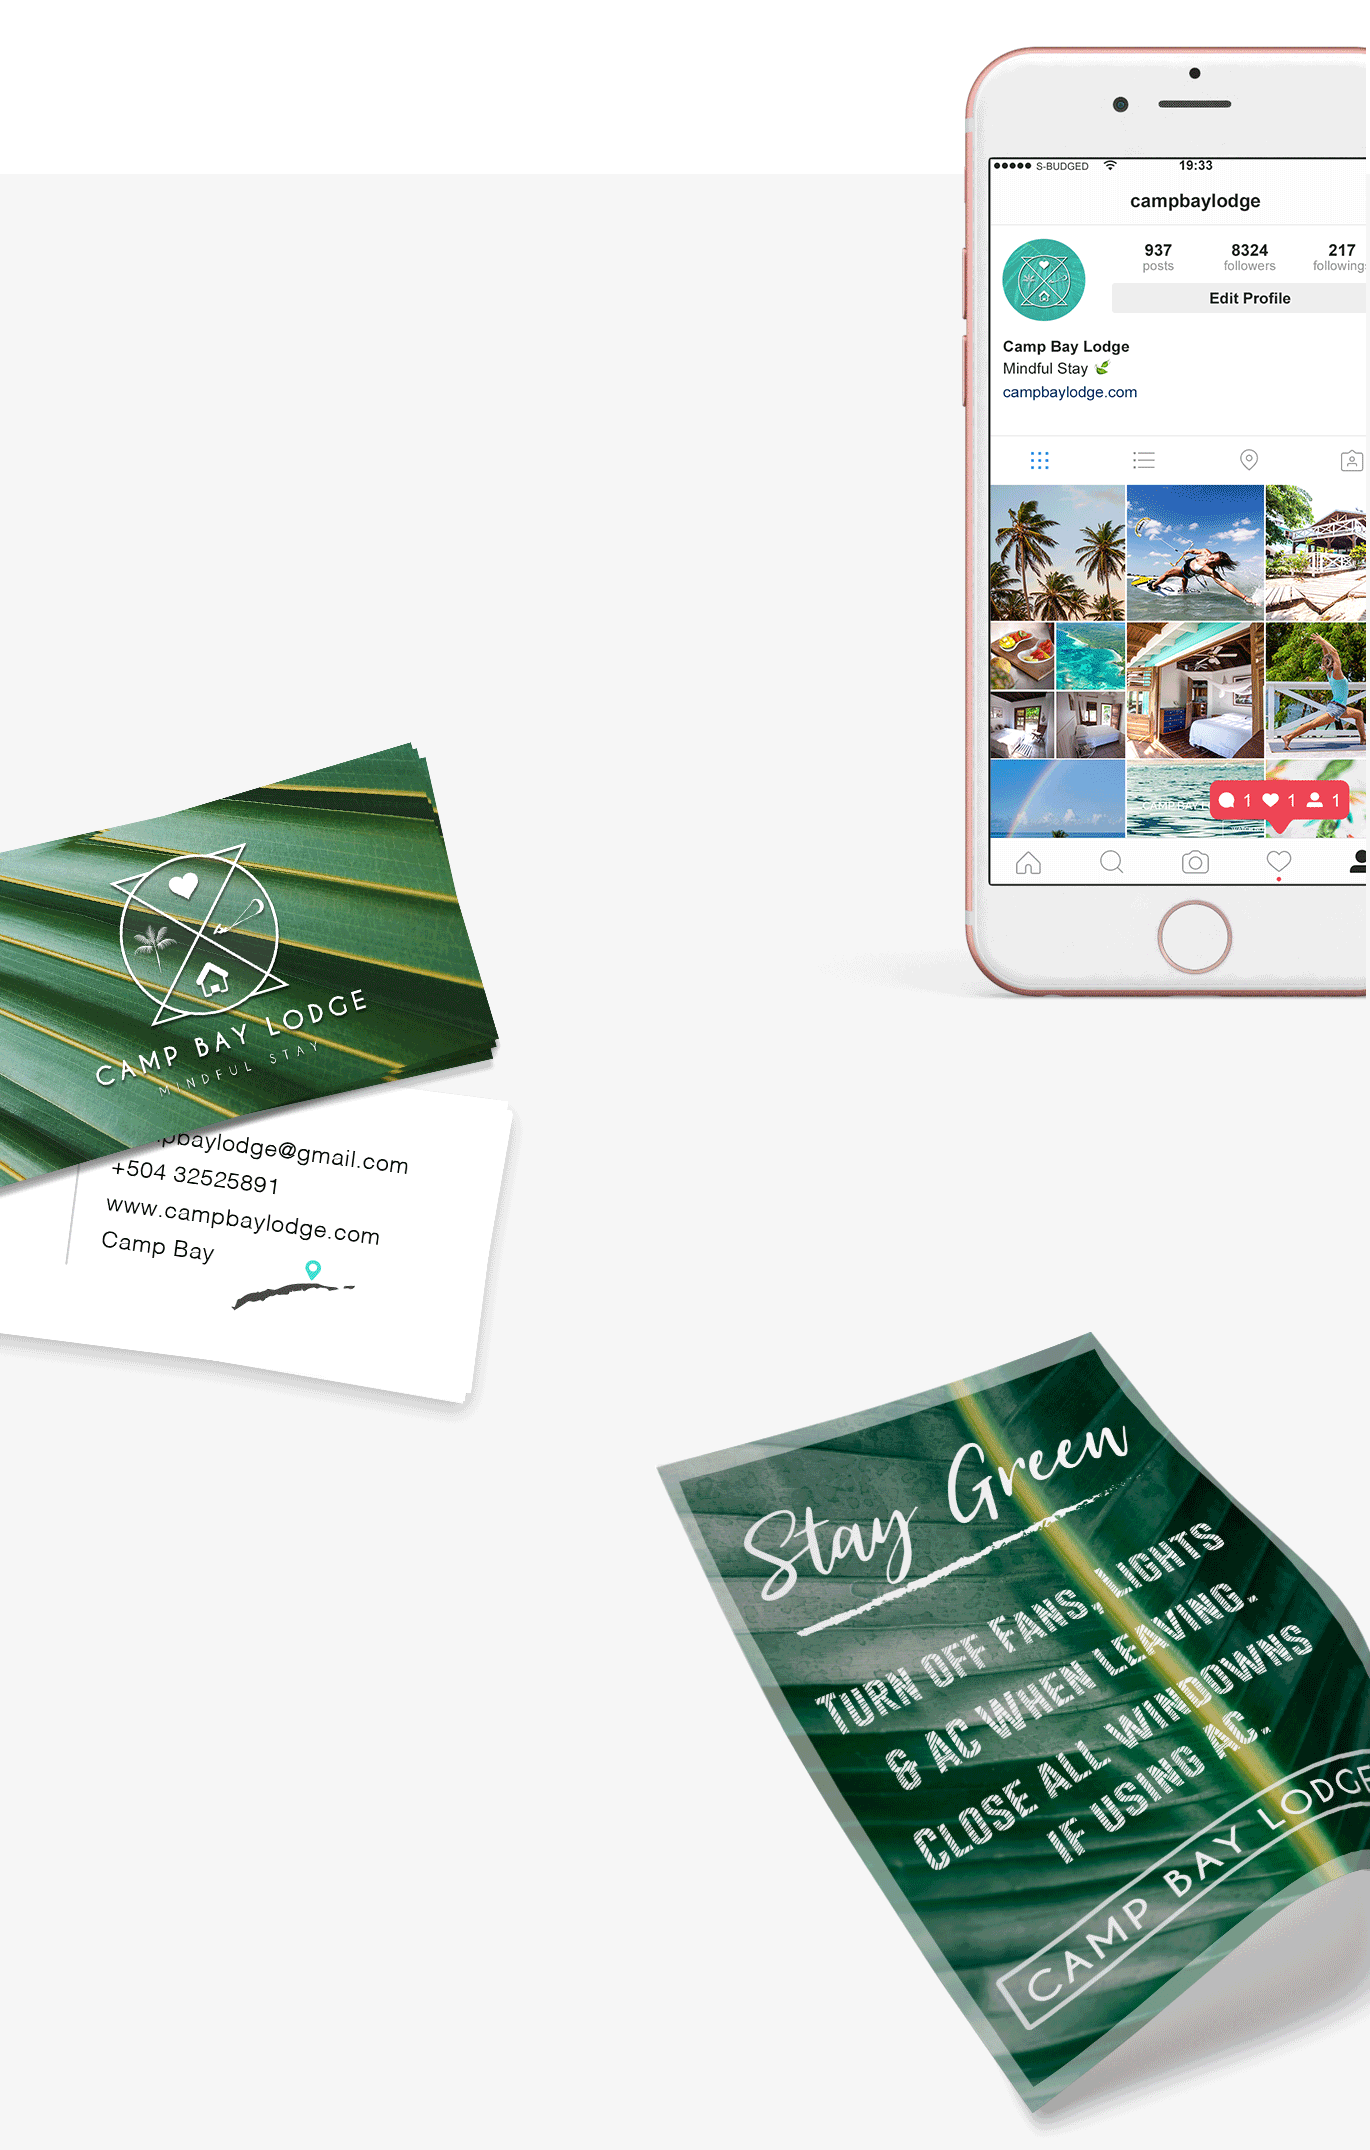 S-BUDGED 19:33
campbaylodge
937 8324 217
posts followers following
Edit Profile
Camp Bay Lodge
Mindful Stay
campbaylodge.com
1 1 1
CAMP BAY LODGE
MINDFUL STAY
pbaylodge@gmail.com
+504 32525891
www.campbaylodge.com
Camp Bay
Stay Green
TURN OFF FANS, LIGHTS
& AC WHEN LEAVING.
CLOSE ALL WINDOWNS
IF USING AC.
CAMP BAY LODGE